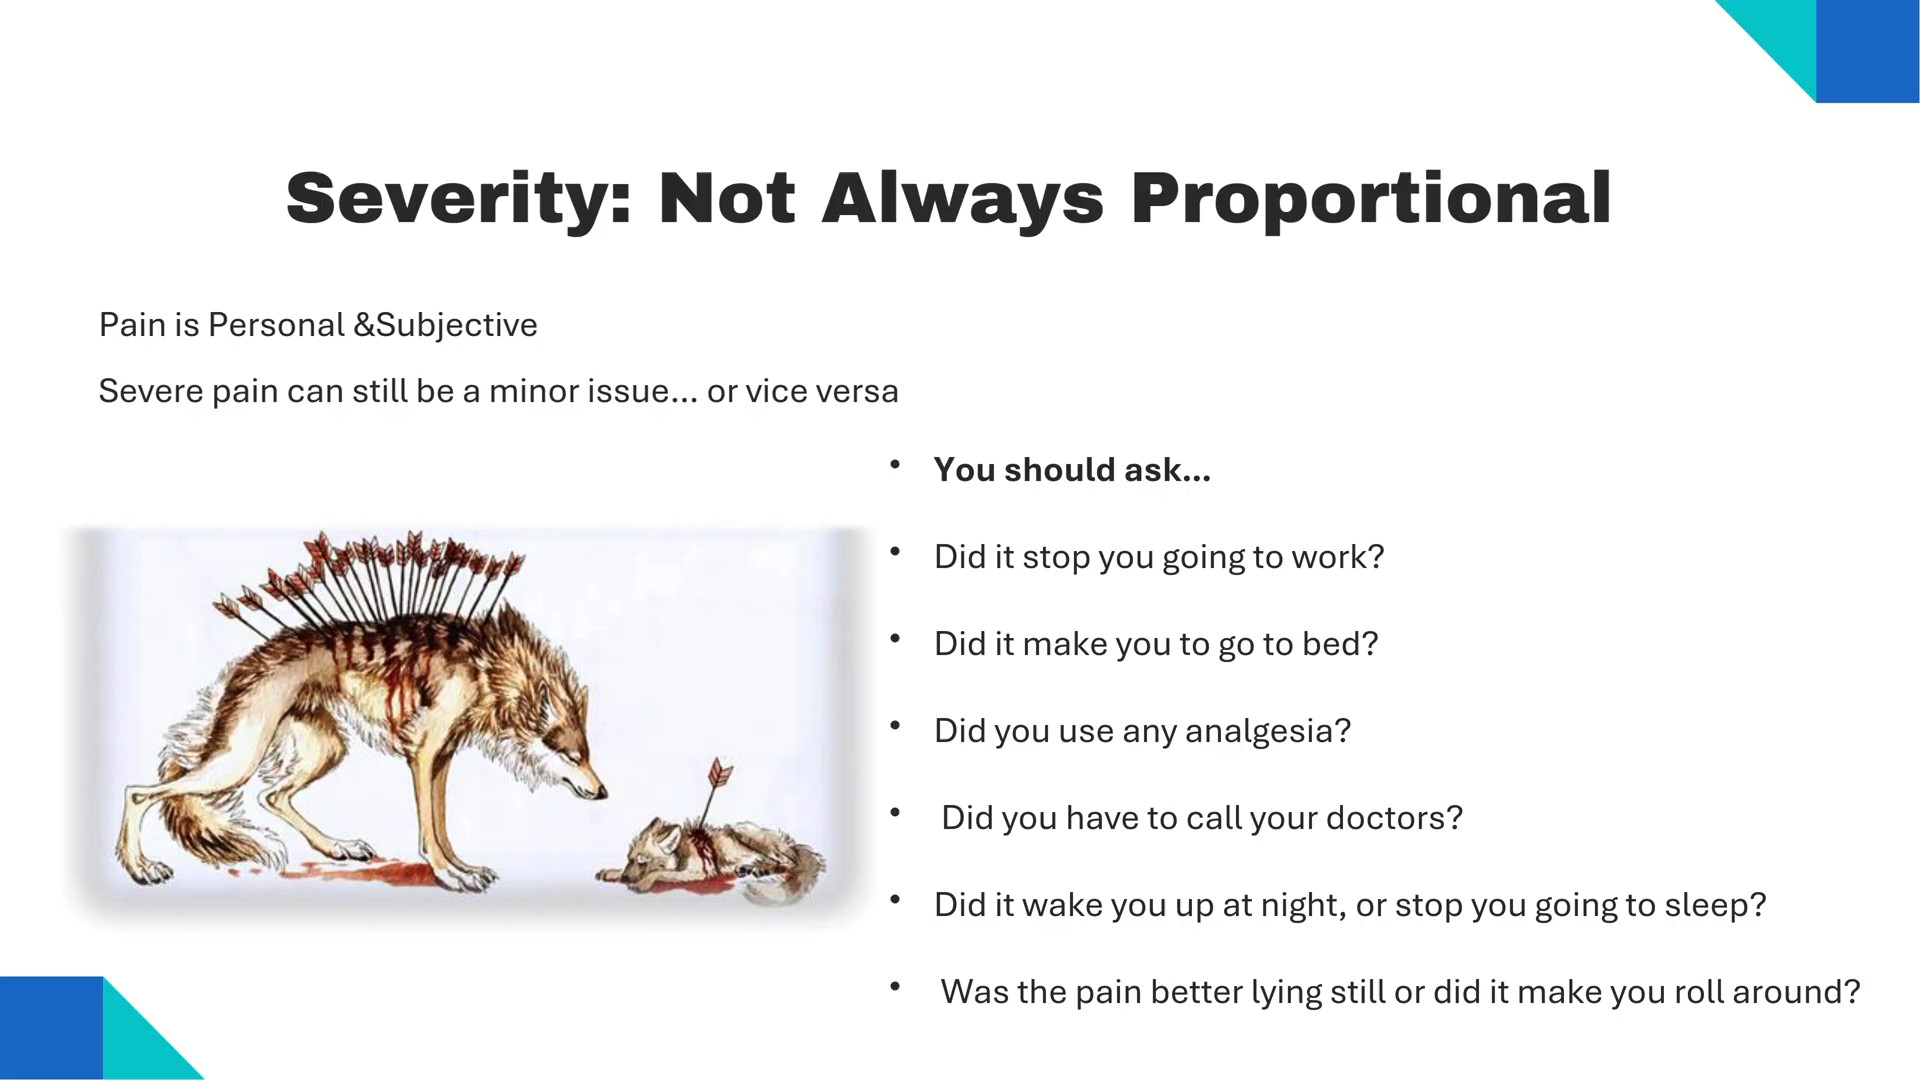 Severity: Not Always Proportional
Pain is Personal &Subjective
Severe pain can still be a minor issue... or vice versa
• You should ask...
• Did it stop you going to work?
• Did it make you to go to bed?
• Did you use any analgesia?
• Did you have to call your doctors?
• Did it wake you up at night, or stop you going to sleep?
• Was the pain better lying still or did it make you roll around?